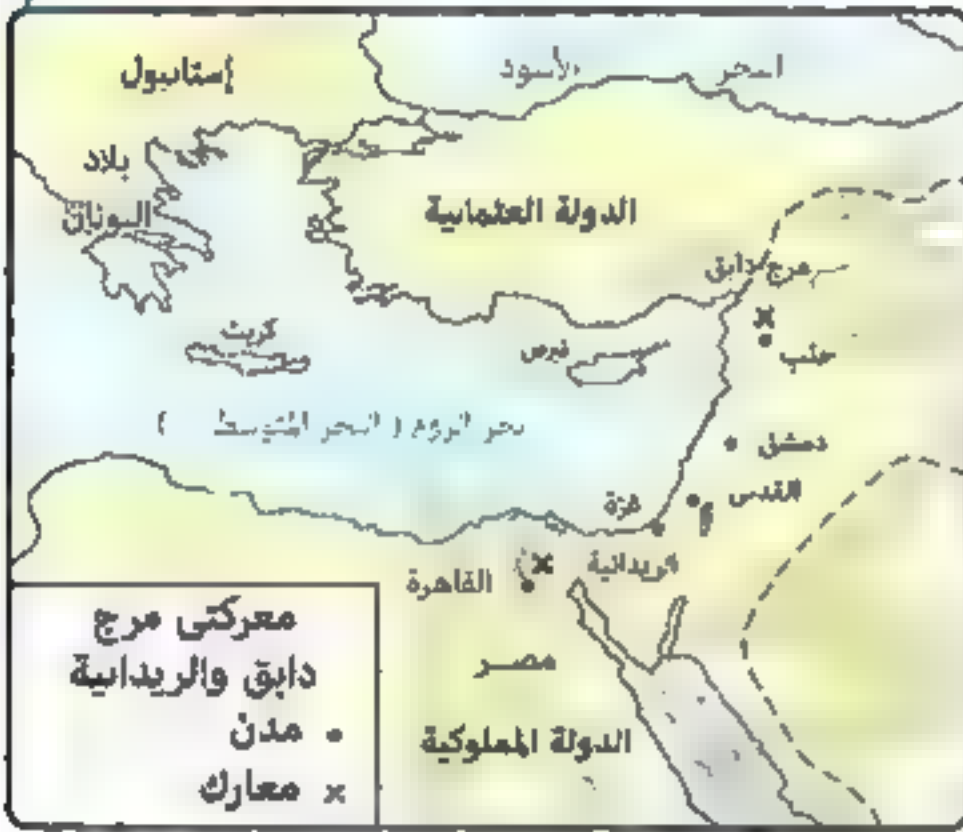 إستانبول
البحر الأسود
بلاد
اليونان
الدولة العثمانية
مرج دابق
حلب
كريت
قبرص
بحر الروم ( البحر المتوسط )
دمشق
القدس
غزة
الريدانية
القاهرة
مصر
الدولة المملوكية
معركتى مرج
دابق والريدانية
• مدن
× معارك